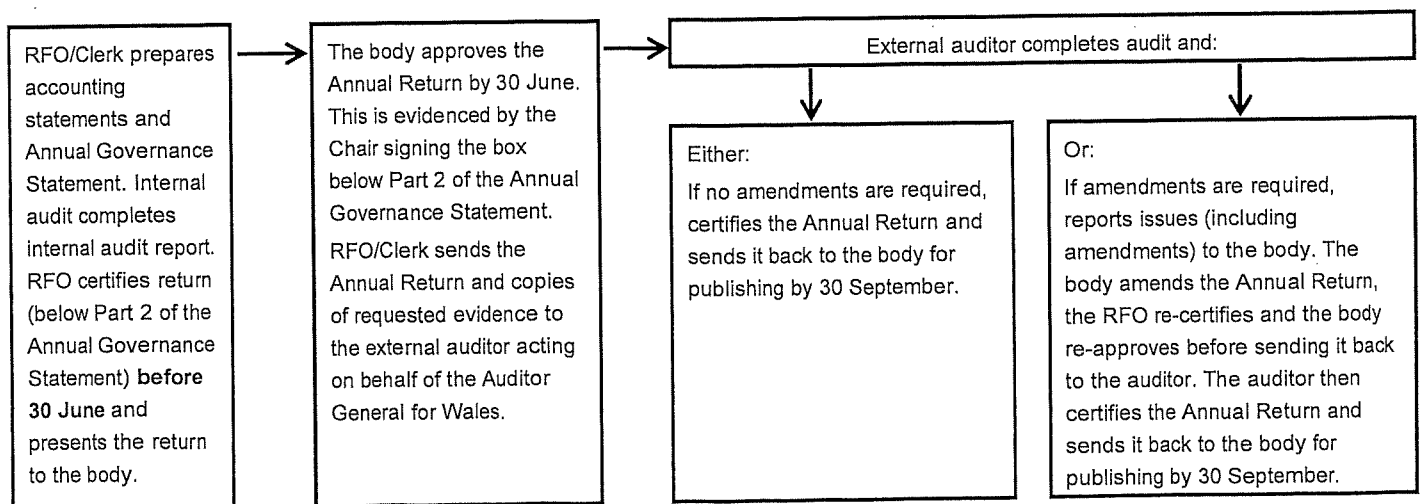 RFO/Clerk prepares
accounting
statements and
Annual Governance
Statement. Internal
audit completes
internal audit report.
RFO certifies return
(below Part 2 of the
Annual Governance
Statement) before
30 June and
presents the return
to the body.
The body approves the
Annual Return by 30 June.
This is evidenced by the
Chair signing the box
below Part 2 of the Annual
Governance Statement.
RFO/Clerk sends the
Annual Return and copies
of requested evidence to
the external auditor acting
on behalf of the Auditor
General for Wales.
External auditor completes audit and:
Either:
If no amendments are required,
certifies the Annual Return and
sends it back to the body for
publishing by 30 September.
Or:
If amendments are required,
reports issues (including
amendments) to the body. The
body amends the Annual Return,
the RFO re-certifies and the body
re-approves before sending it back
to the auditor. The auditor then
certifies the Annual Return and
sends it back to the body for
publishing by 30 September.